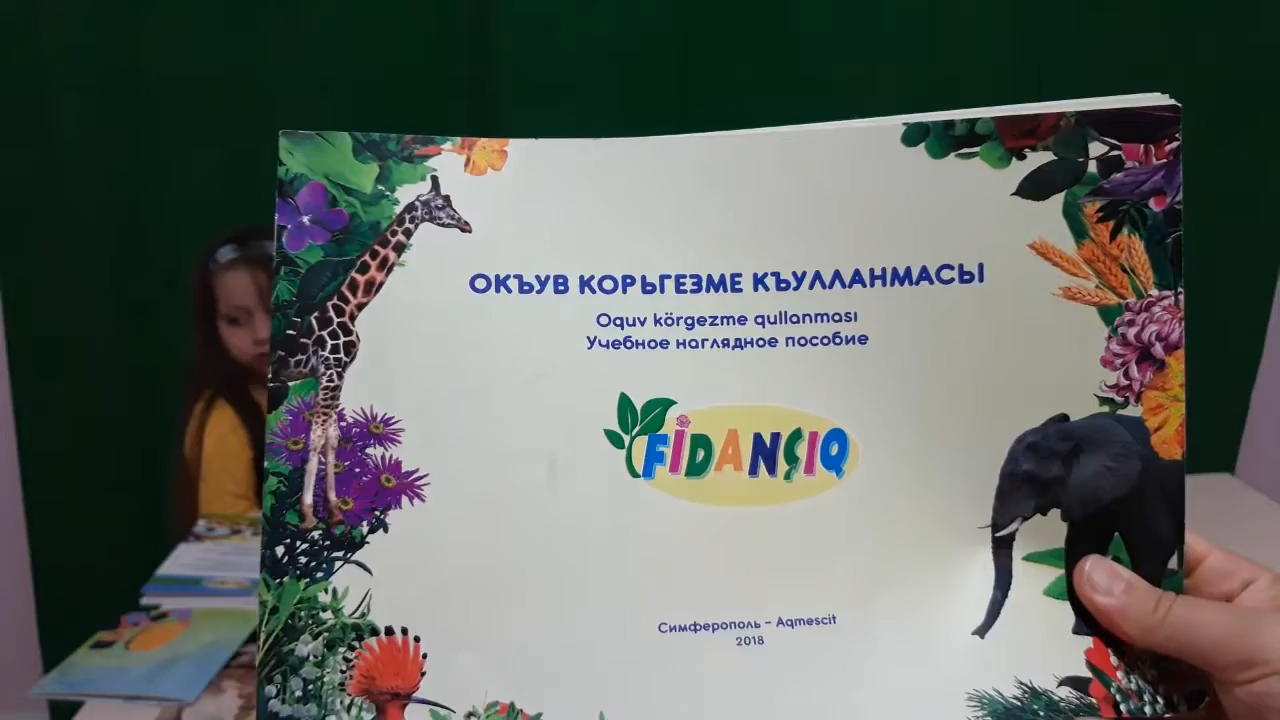 ОКЪУВ КОРЬГЕЗМЕ КЪУЛЛАНМАСЫ
Oquv körgezme qullanması
Учебное наглядное пособие
FİDANÇIQ
Симферополь - Aqmescit
2018